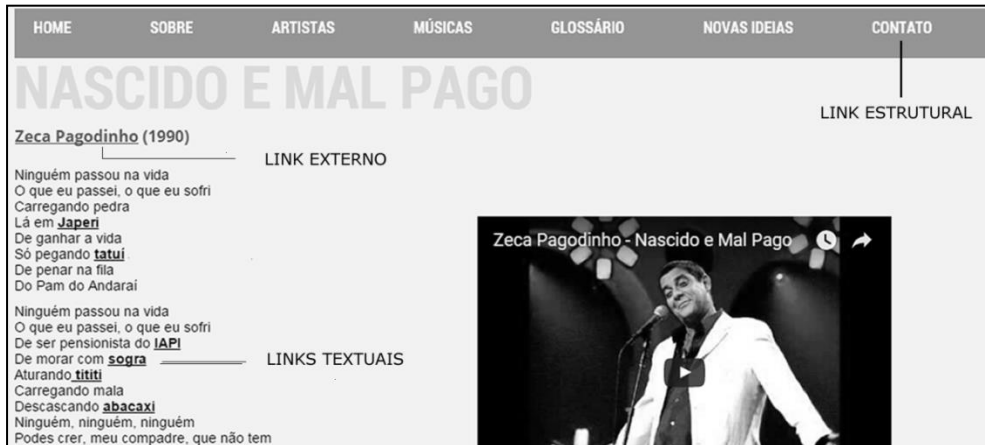 HOME SOBRE ARTISTAS MÚSICAS GLOSSÁRIO NOVAS IDEIAS CONTATO
NASCIDO E MAL PAGO
LINK ESTRUTURAL
Zeca Pagodinho (1990)
LINK EXTERNO
Ninguém passou na vida
O que eu passei, o que eu sofri
Carregando pedra
Lá em Japeri
De ganhar a vida
Só pegando tatuí
De penar na fila
Do Pam do Andaraí
Ninguém passou na vida
O que eu passei, o que eu sofri
De ser pensionista do IAPI
De morar com sogra
LINKS TEXTUAIS
Aturando tititi
Carregando mala
Descascando abacaxi
Ninguém, ninguém, ninguém
Podes crer, meu compadre, que não tem
Zeca Pagodinho - Nascido e Mal Pago